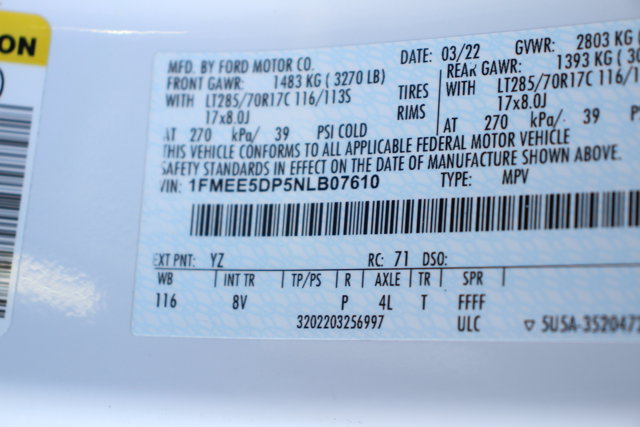 ON
MFD. BY FORD MOTOR CO.
DATE: 03/22 GVWR: 2803 KG (
FRONT GAWR: 1483 KG ( 3270 LB)
REAR GAWR: 1393 KG ( 30
WITH LT285/70R17C 116/113S TIRES
WITH LT285/70R17C 116/1
17x8.0J RIMS
17x8.0J
AT 270 kPa/ 39 PSI COLD
AT 270 kPa/ 39 P
THIS VEHICLE CONFORMS TO ALL APPLICABLE FEDERAL MOTOR VEHICLE
SAFETY STANDARDS IN EFFECT ON THE DATE OF MANUFACTURE SHOWN ABOVE.
VIN: 1FMEE5DP5NLB07610 TYPE: MPV
EXT PNT: YZ RC: 71 DSO:
WB INT TR TP/PS R AXLE TR SPR
116 8V P 4L T FFFF
3202203256997 ULC ▽ 5U5A-3520472